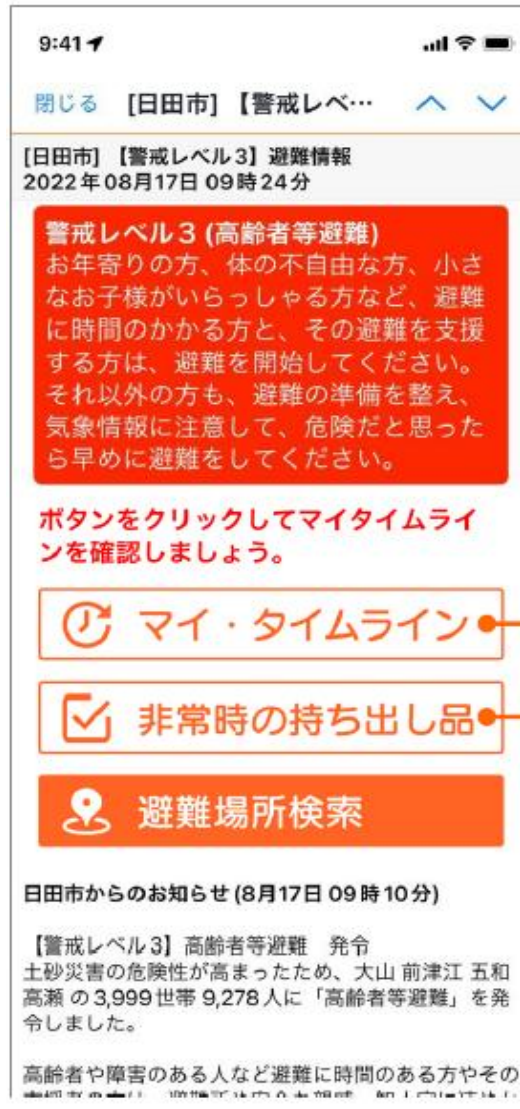 9:41
閉じる [日田市] 【警戒レベ…
[日田市] 【警戒レベル3】避難情報
2022年08月17日 09時24分
警戒レベル3 (高齢者等避難)
お年寄りの方、体の不自由な方、小さ
なお子様がいらっしゃる方など、避難
に時間のかかる方と、その避難を支援
する方は、避難を開始してください。
それ以外の方も、避難の準備を整え、
気象情報に注意して、危険だと思った
ら早めに避難をしてください。
ボタンをクリックしてマイタイムライ
ンを確認しましょう。
マイ・タイムライン
非常時の持ち出し品
避難場所検索
日田市からのお知らせ (8月17日 09時10分)
【警戒レベル3】高齢者等避難 発令
土砂災害の危険性が高まったため、大山 前津江 五和
高瀬 の 3,999世帯 9,278人に「高齢者等避難」を発
令しました。
高齢者や障害のある人など避難に時間のある方やその